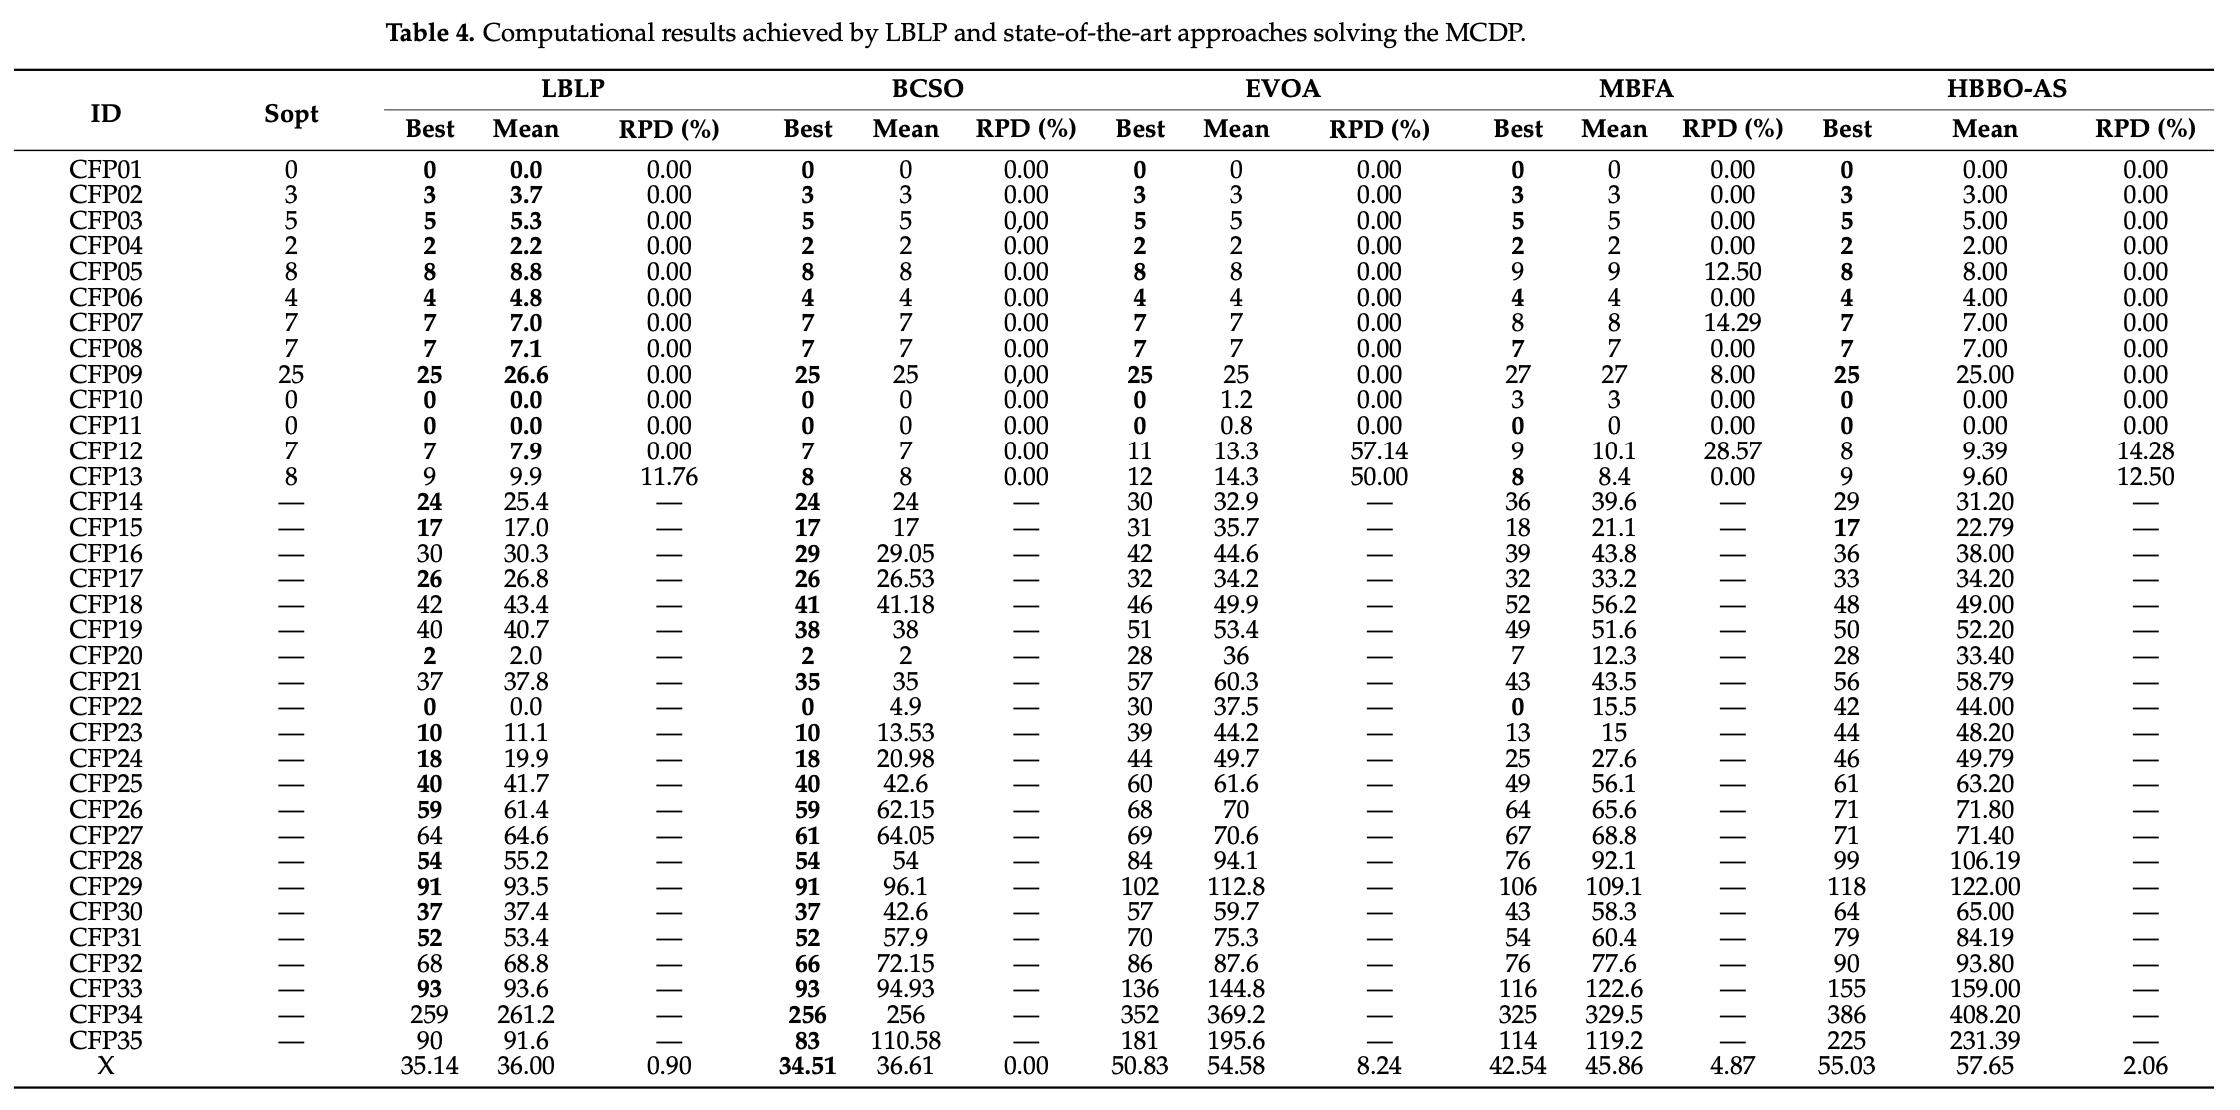 Table 4. Computational results achieved by LBLP and state-of-the-art approaches solving the MCDP.
ID Sopt LBLP BCSO EVOA MBFA HBBO-AS
Best Mean RPD (%) Best Mean RPD (%) Best Mean RPD (%) Best Mean RPD (%) Best Mean RPD (%)
CFP01 0 0 0.0 0.00 0 0 0.00 0 0 0.00 0 0 0.00 0 0.00 0.00
CFP02 3 3 3.7 0.00 3 3 0.00 3 3 0.00 3 3 0.00 3 3.00 0.00
CFP03 5 5 5.3 0.00 5 5 0,00 5 5 0.00 5 5 0.00 5 5.00 0.00
CFP04 2 2 2.2 0.00 2 2 0.00 2 2 0.00 2 2 0.00 2 2.00 0.00
CFP05 8 8 8.8 0.00 8 8 0.00 8 8 0.00 9 9 12.50 8 8.00 0.00
CFP06 4 4 4.8 0.00 4 4 0.00 4 4 0.00 4 4 0.00 4 4.00 0.00
CFP07 7 7 7.0 0.00 7 7 0.00 7 7 0.00 8 8 14.29 7 7.00 0.00
CFP08 7 7 7.1 0.00 7 7 0.00 7 7 0.00 7 7 0.00 7 7.00 0.00
CFP09 25 25 26.6 0.00 25 25 0,00 25 25 0.00 27 27 8.00 25 25.00 0.00
CFP10 0 0 0.0 0.00 0 0 0.00 0 1.2 0.00 3 3 0.00 0 0.00 0.00
CFP11 0 0 0.0 0.00 0 0 0.00 0 0.8 0.00 0 0 0.00 0 0.00 0.00
CFP12 7 7 7.9 0.00 7 7 0.00 11 13.3 57.14 9 10.1 28.57 8 9.39 14.28
CFP13 8 9 9.9 11.76 8 8 0.00 12 14.3 50.00 8 8.4 0.00 9 9.60 12.50
CFP14 — 24 25.4 — 24 24 — 30 32.9 — 36 39.6 — 29 31.20 —
CFP15 — 17 17.0 — 17 17 — 31 35.7 — 18 21.1 — 17 22.79 —
CFP16 — 30 30.3 — 29 29.05 — 42 44.6 — 39 43.8 — 36 38.00 —
CFP17 — 26 26.8 — 26 26.53 — 32 34.2 — 32 33.2 — 33 34.20 —
CFP18 — 42 43.4 — 41 41.18 — 46 49.9 — 52 56.2 — 48 49.00 —
CFP19 — 40 40.7 — 38 38 — 51 53.4 — 49 51.6 — 50 52.20 —
CFP20 — 2 2.0 — 2 2 — 28 36 — 7 12.3 — 28 33.40 —
CFP21 — 37 37.8 — 35 35 — 57 60.3 — 43 43.5 — 56 58.79 —
CFP22 — 0 0.0 — 0 4.9 — 30 37.5 — 0 15.5 — 42 44.00 —
CFP23 — 10 11.1 — 10 13.53 — 39 44.2 — 13 15 — 44 48.20 —
CFP24 — 18 19.9 — 18 20.98 — 44 49.7 — 25 27.6 — 46 49.79 —
CFP25 — 40 41.7 — 40 42.6 — 60 61.6 — 49 56.1 — 61 63.20 —
CFP26 — 59 61.4 — 59 62.15 — 68 70 — 64 65.6 — 71 71.80 —
CFP27 — 64 64.6 — 61 64.05 — 69 70.6 — 67 68.8 — 71 71.40 —
CFP28 — 54 55.2 — 54 54 — 84 94.1 — 76 92.1 — 99 106.19 —
CFP29 — 91 93.5 — 91 96.1 — 102 112.8 — 106 109.1 — 118 122.00 —
CFP30 — 37 37.4 — 37 42.6 — 57 59.7 — 43 58.3 — 64 65.00 —
CFP31 — 52 53.4 — 52 57.9 — 70 75.3 — 54 60.4 — 79 84.19 —
CFP32 — 68 68.8 — 66 72.15 — 86 87.6 — 76 77.6 — 90 93.80 —
CFP33 — 93 93.6 — 93 94.93 — 136 144.8 — 116 122.6 — 155 159.00 —
CFP34 — 259 261.2 — 256 256 — 352 369.2 — 325 329.5 — 386 408.20 —
CFP35 — 90 91.6 — 83 110.58 — 181 195.6 — 114 119.2 — 225 231.39 —
X 35.14 36.00 0.90 34.51 36.61 0.00 50.83 54.58 8.24 42.54 45.86 4.87 55.03 57.65 2.06